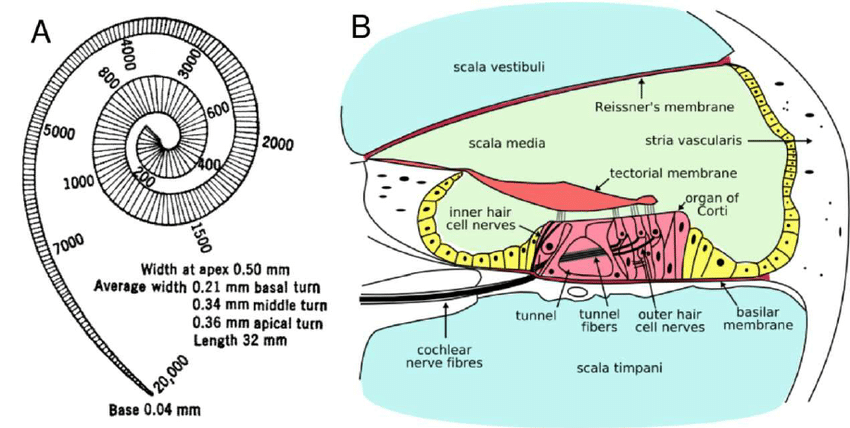 A
4000
3000
800
600
5000
2000
400
200
1000
1500
7000
Width at apex 0.50 mm
Average width 0.21 mm basal turn
0.34 mm middle turn
0.36 mm apical turn
Length 32 mm
20,000
Base 0.04 mm
B
scala vestibuli
Reissner's membrane
scala media
stria vascularis
tectorial membrane
organ of
Corti
inner hair
cell nerves
tunnel
tunnel
fibers
outer hair
cell nerves
basilar
membrane
cochlear
nerve fibres
scala timpani